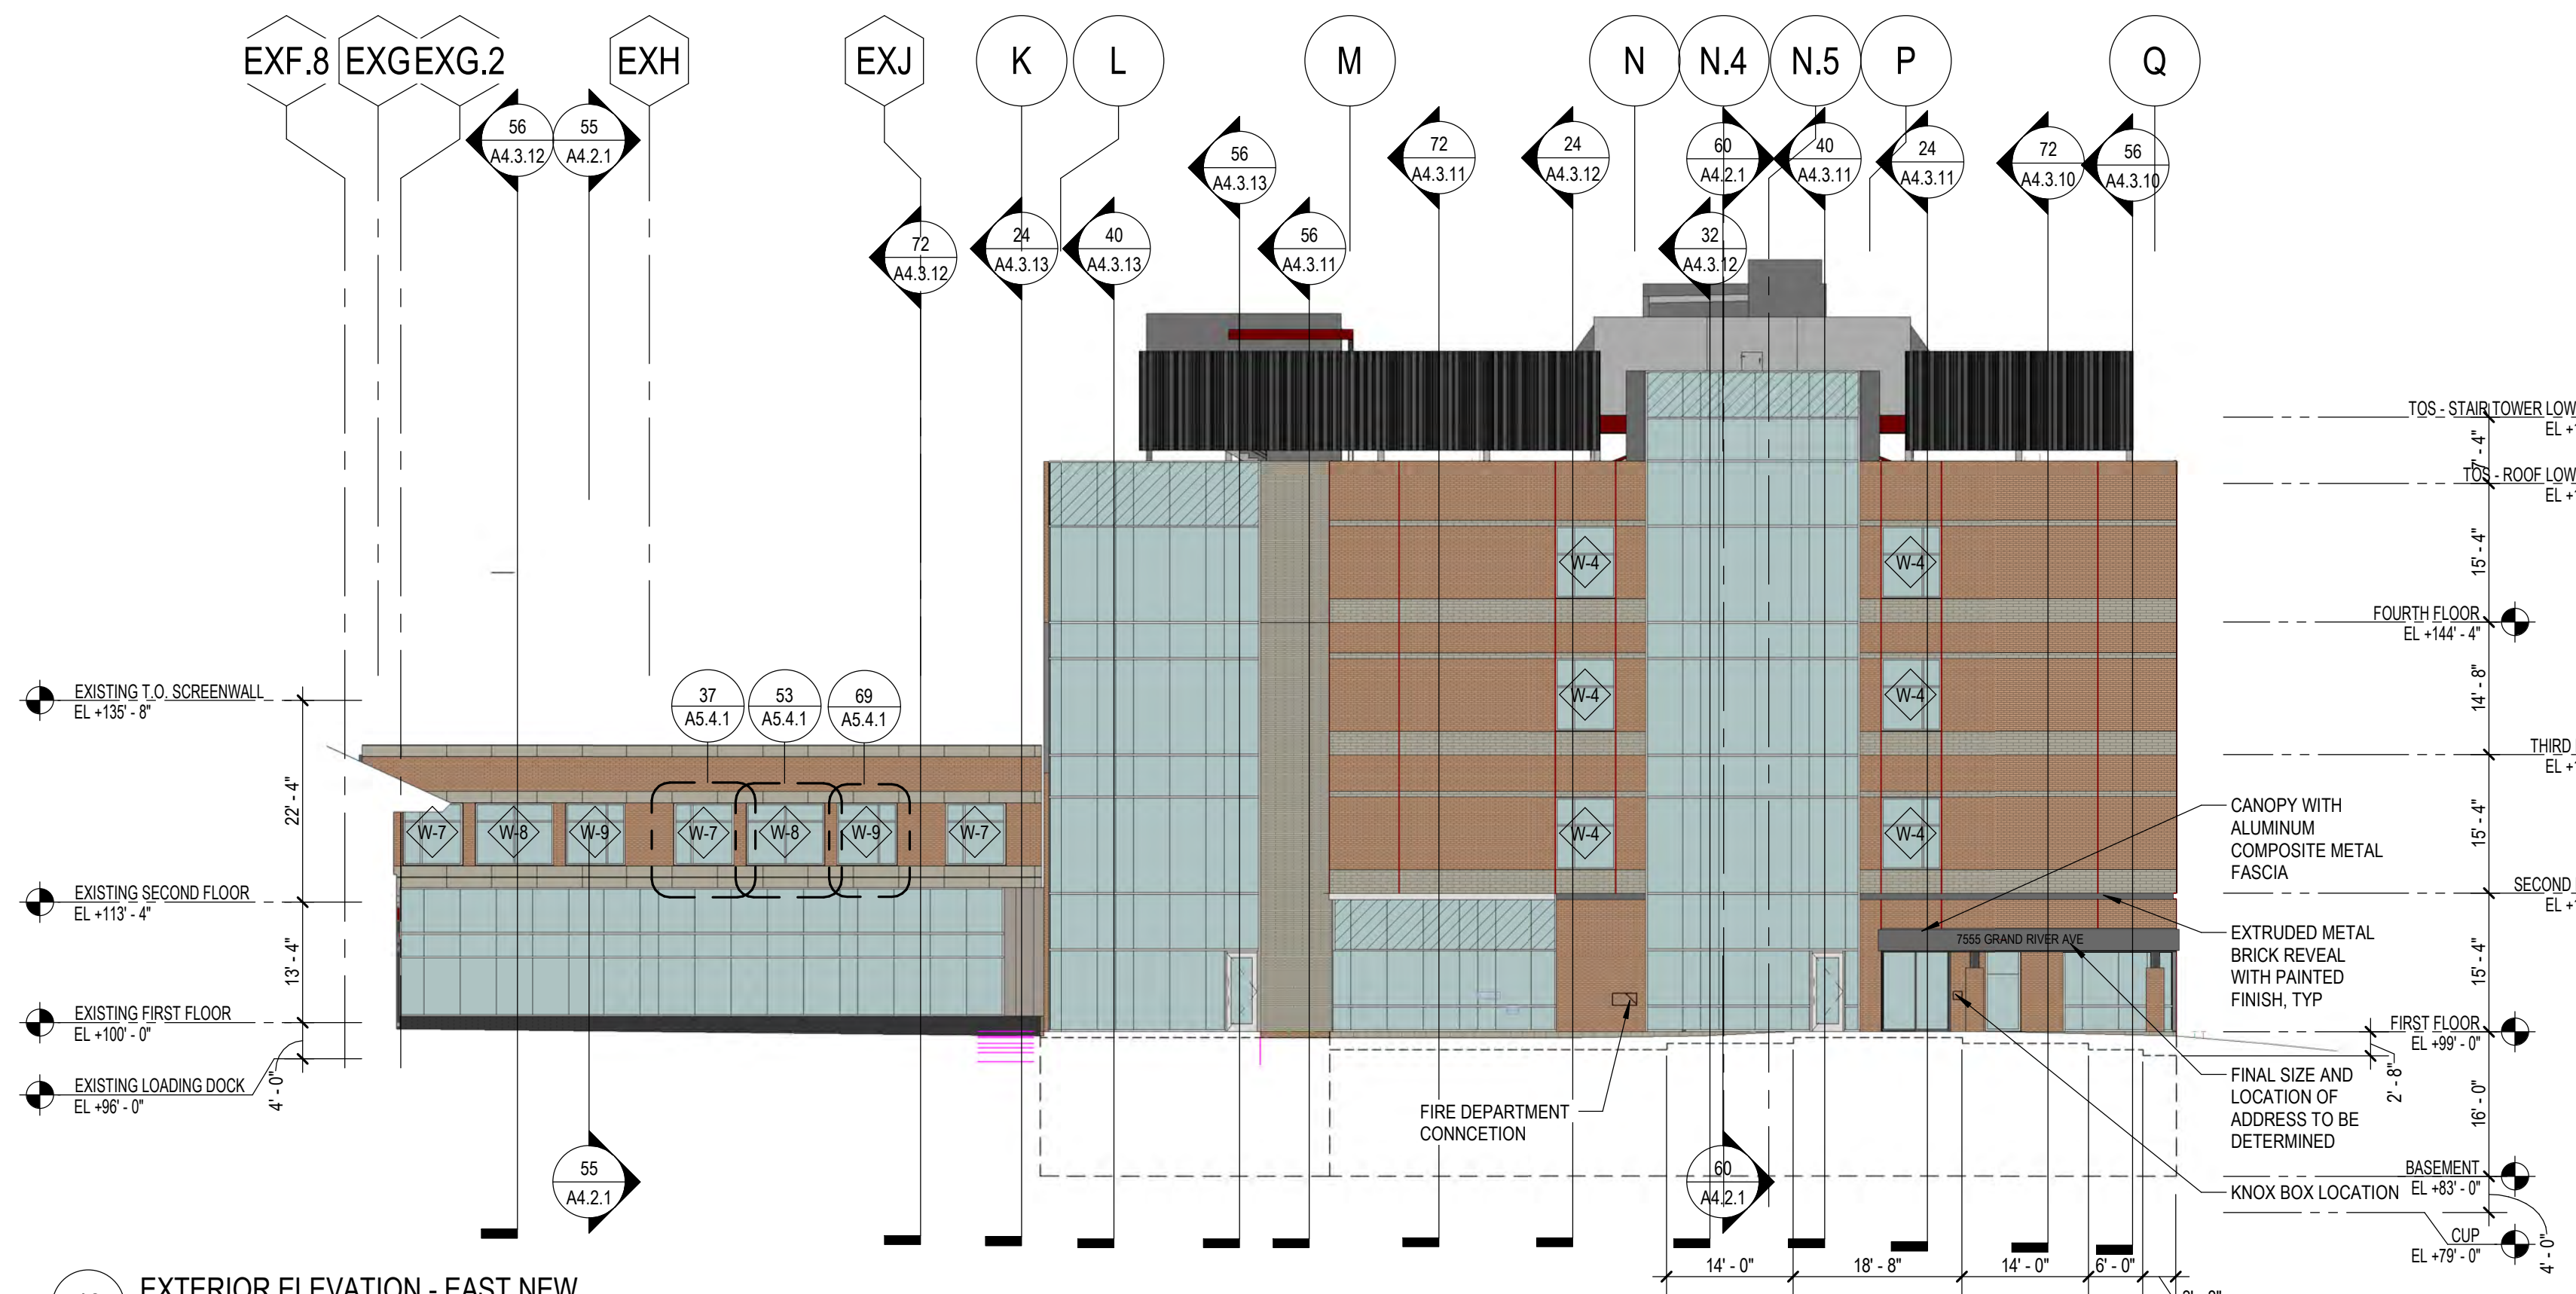 EXF.8 EXG EXG.2 EXH EXJ K L M N N.4 N.5 P Q
56
A4.3.12
55
A4.2.1
72
A4.3.12
24
A4.3.13
40
A4.3.13
56
A4.3.13
56
A4.3.11
72
A4.3.11
24
A4.3.12
60
A4.2.1
32
A4.3.12
40
A4.3.11
24
A4.3.11
72
A4.3.10
56
A4.3.10
TOS - STAIR TOWER LOW
EL +
7' - 4"
TOS - ROOF LOW
EL +
15' - 4"
FOURTH FLOOR
EL +144' - 4"
14' - 8"
THIRD
EL +
15' - 4"
SECOND
EL +
15' - 4"
FIRST FLOOR
EL +99' - 0"
2' - 8"
16' - 0"
BASEMENT
EL +83' - 0"
CUP
EL +79' - 0"
4' - 0"
EXISTING T.O. SCREENWALL
EL +135' - 8"
22' - 4"
EXISTING SECOND FLOOR
EL +113' - 4"
13' - 4"
EXISTING FIRST FLOOR
EL +100' - 0"
EXISTING LOADING DOCK
EL +96' - 0"
4' - 0"
37
A5.4.1
53
A5.4.1
69
A5.4.1
W-7 W-8 W-9 W-7 W-8 W-9 W-7
W-4 W-4
W-4 W-4
W-4 W-4
CANOPY WITH
ALUMINUM
COMPOSITE METAL
FASCIA
EXTRUDED METAL
BRICK REVEAL
WITH PAINTED
FINISH, TYP
7555 GRAND RIVER AVE
FINAL SIZE AND
LOCATION OF
ADDRESS TO BE
DETERMINED
KNOX BOX LOCATION
FIRE DEPARTMENT
CONNCETION
55
A4.2.1
60
A4.2.1
14' - 0" 18' - 8" 14' - 0" 6' - 0"
EXTERIOR ELEVATION - EAST NEW